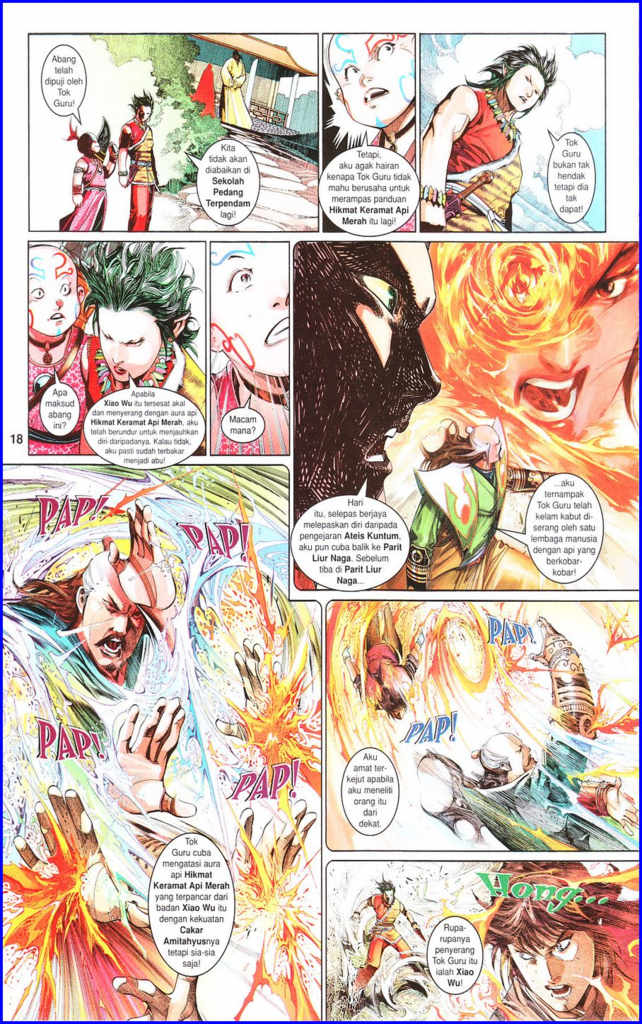 Abang
telah
dipuji oleh
Tok
Guru!
Kita
tidak akan
diabaikan di
Sekolah
Pedang
Terpendam
lagi!
Tetapi,
aku agak hairan
kenapa Tok Guru tidak
mahu berusaha untuk
merampas panduan
Hikmat Keramat Api
Merah itu lagi!
Tok
Guru
bukan tak
hendak
tetapi dia
tak
dapat!
Apa
maksud
abang
ini?
Apabila
Xiao Wu itu tersesat akal
dan menyerang dengan aura api
Hikmat Keramat Api Merah, aku
telah berundur untuk menjauhkan
diri daripadanya. Kalau tidak,
aku pasti sudah terbakar
menjadi abu!
Macam
mana?
18
Hari
itu, selepas berjaya
melepaskan diri daripada
pengejaran Ateis Kuntum,
aku pun cuba balik ke Parit
Liur Naga. Sebelum
tiba di Parit Liur
Naga...
...aku
ternampak
Tok Guru telah
kelam kabut di-
serang oleh satu
lembaga manusia
dengan api yang
berkobar-
kobar!
PAP!
PAP!
PAP!
PAP!
Tok
Guru cuba
mengatasi aura
api Hikmat
Keramat Api Merah
yang terpancar dari
badan Xiao Wu itu
dengan kekuatan
Cakar
Amitahyusnya
tetapi sia-sia
saja!
PAP!
PAP!
Aku
amat ter-
kejut apabila
aku meneliti
orang itu
dari
dekat.
Hong...
Rupa-
rupanya
penyerang
Tok Guru itu
ialah Xiao
Wu!